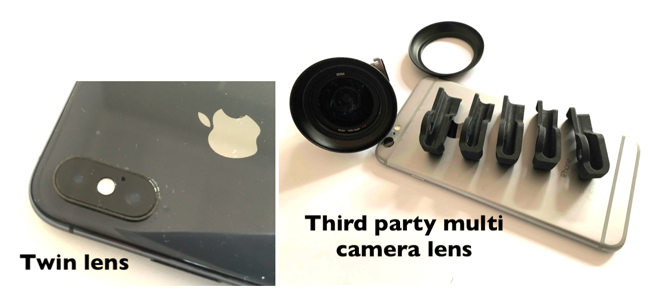 Twin lens
Third party multi
camera lens